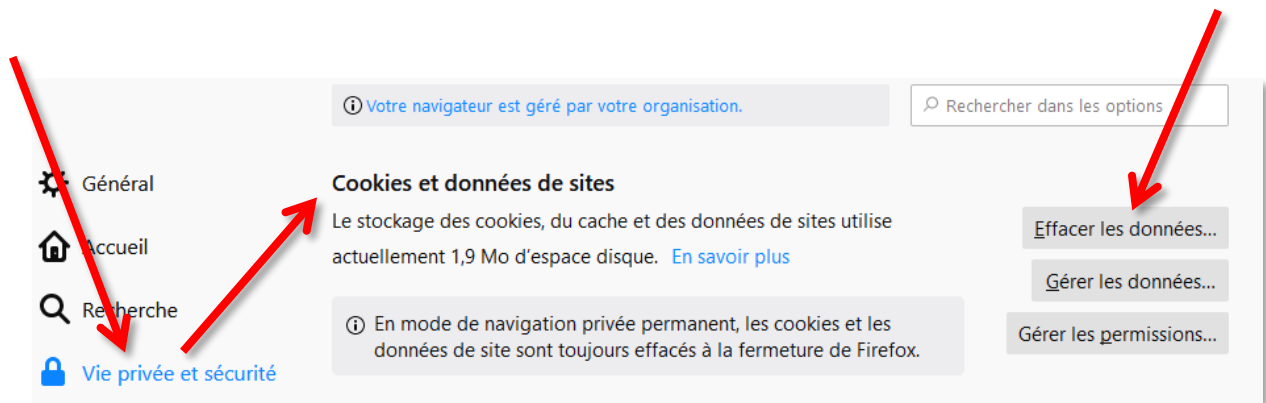 Votre navigateur est géré par votre organisation.
Rechercher dans les options
Général
Accueil
Recherche
Vie privée et sécurité
Cookies et données de sites
Le stockage des cookies, du cache et des données de sites utilise
actuellement 1,9 Mo d'espace disque. En savoir plus
En mode de navigation privée permanent, les cookies et les
données de site sont toujours effacés à la fermeture de Firefox.
Effacer les données...
Gérer les données...
Gérer les permissions...